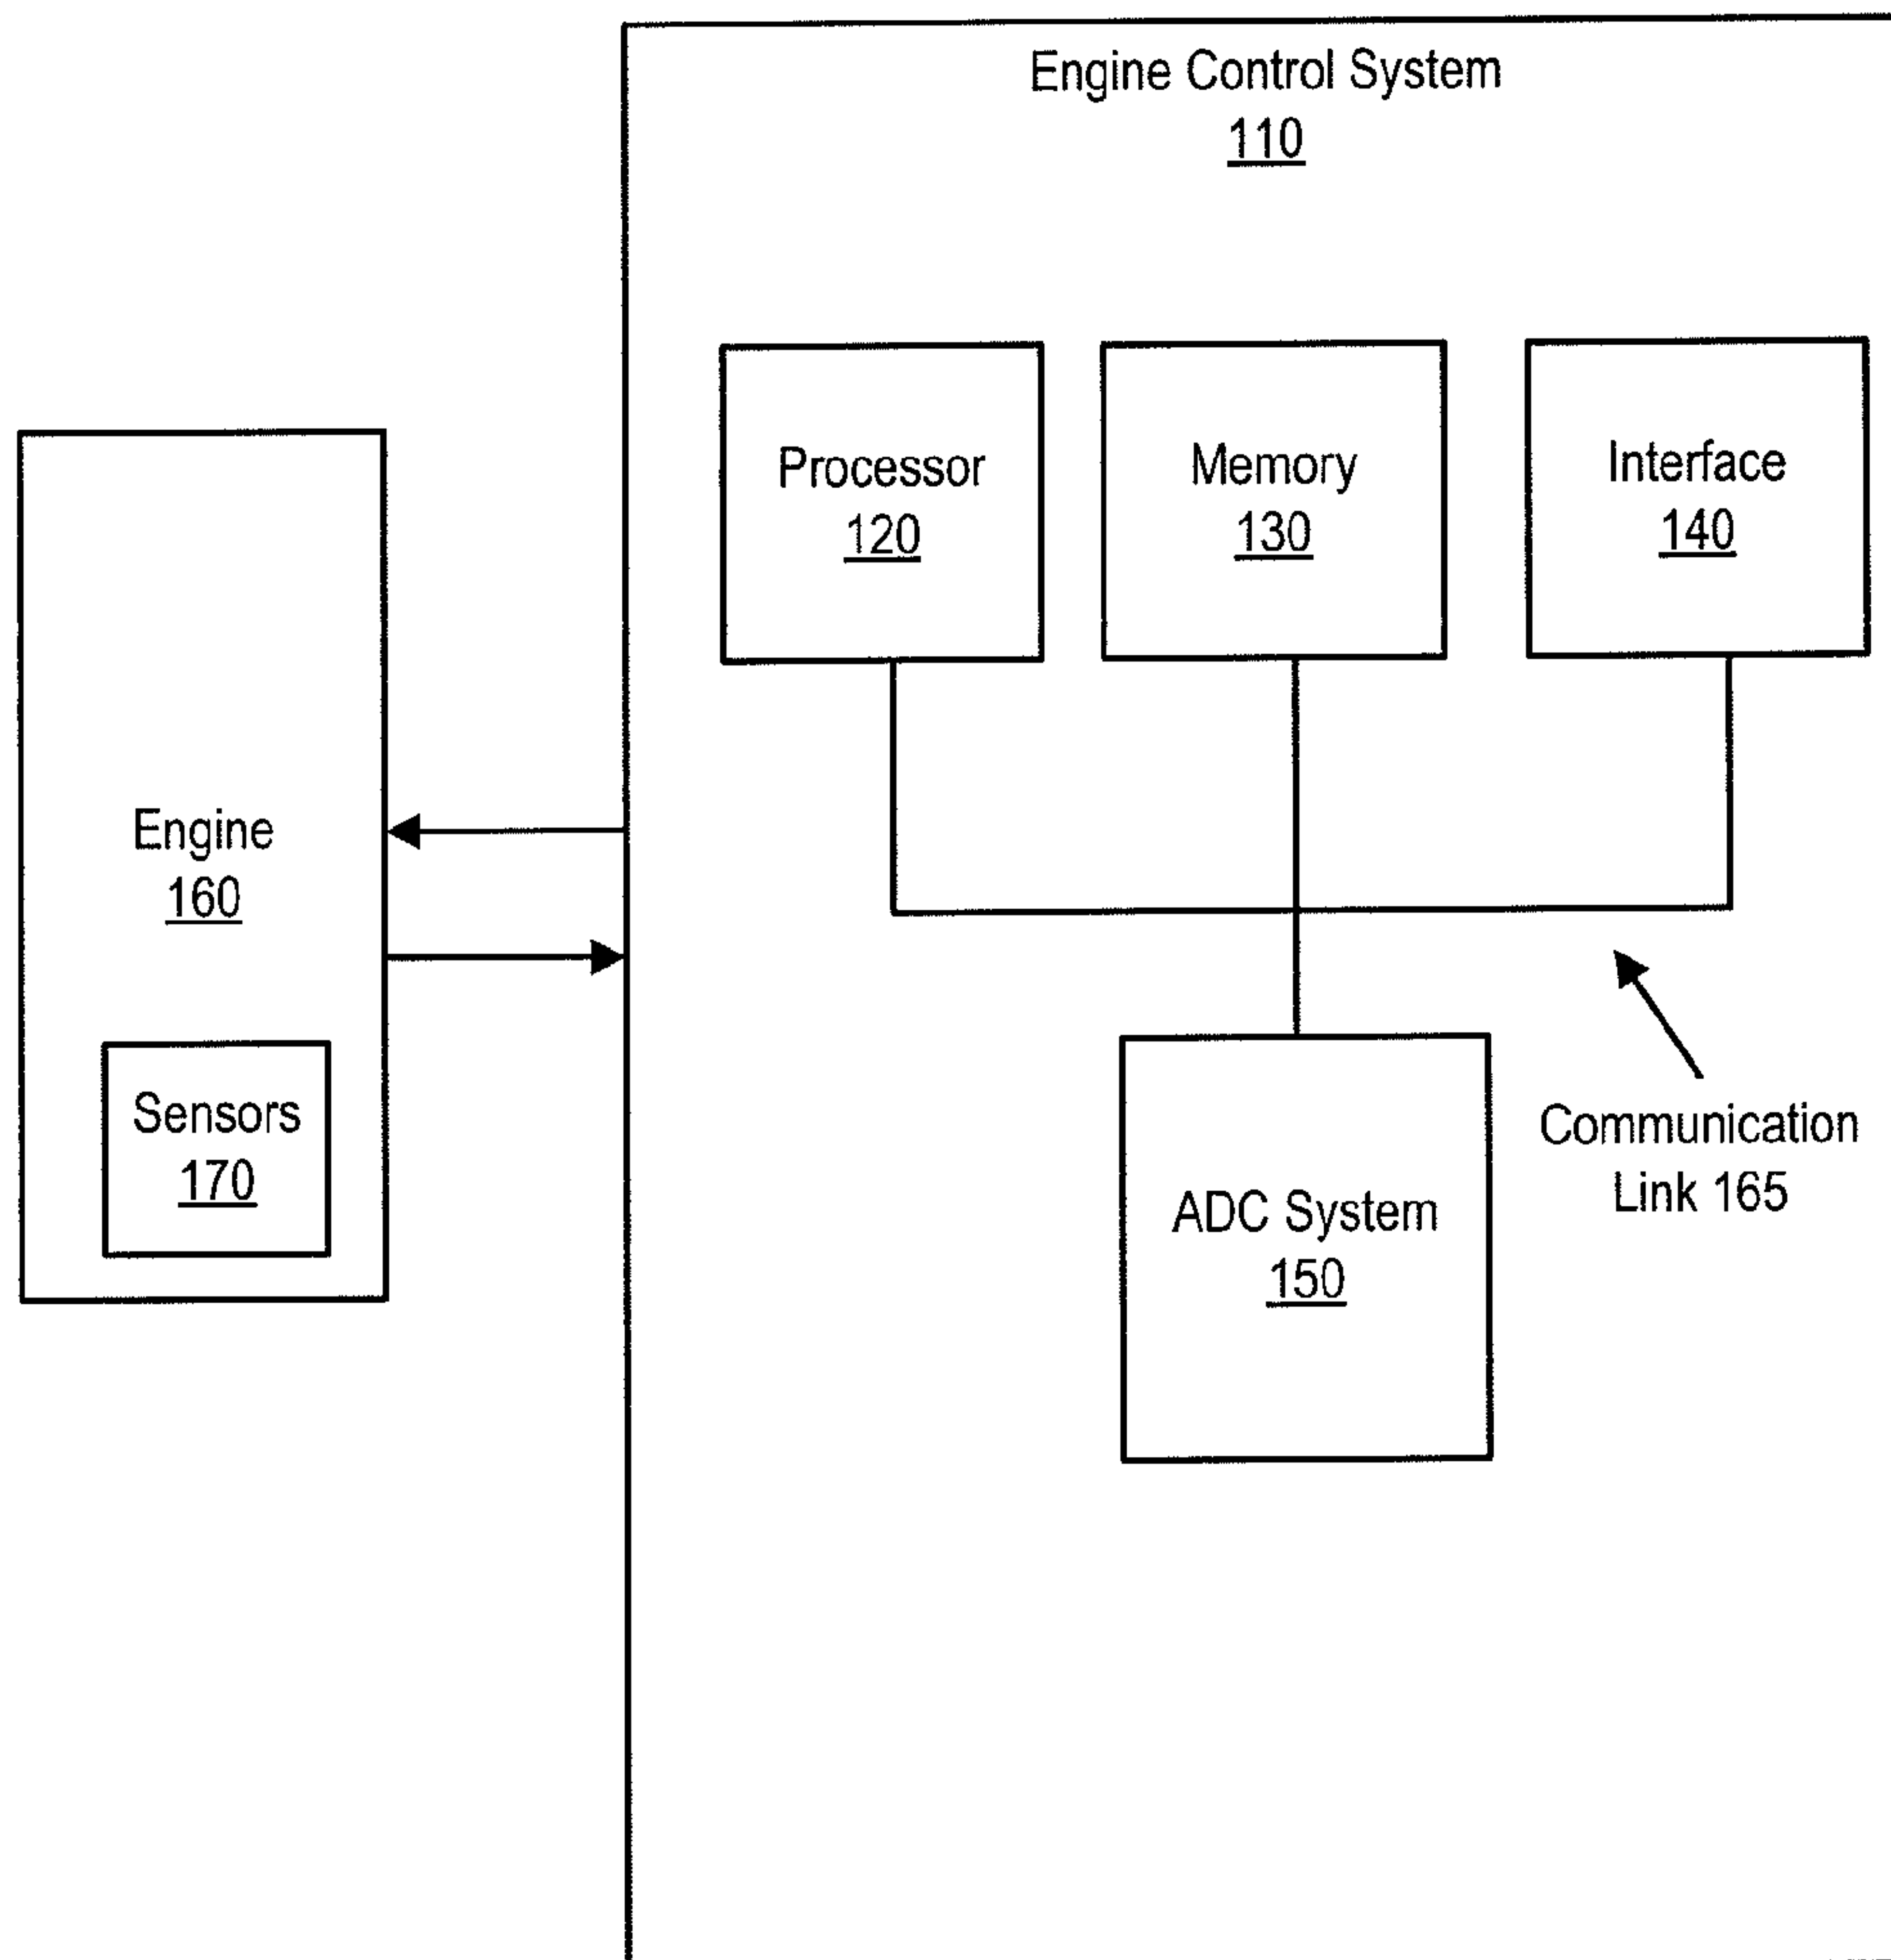 Engine Control System
110
Processor
120
Memory
130
Interface
140
Engine
160
Sensors
170
ADC System
150
Communication
Link 165